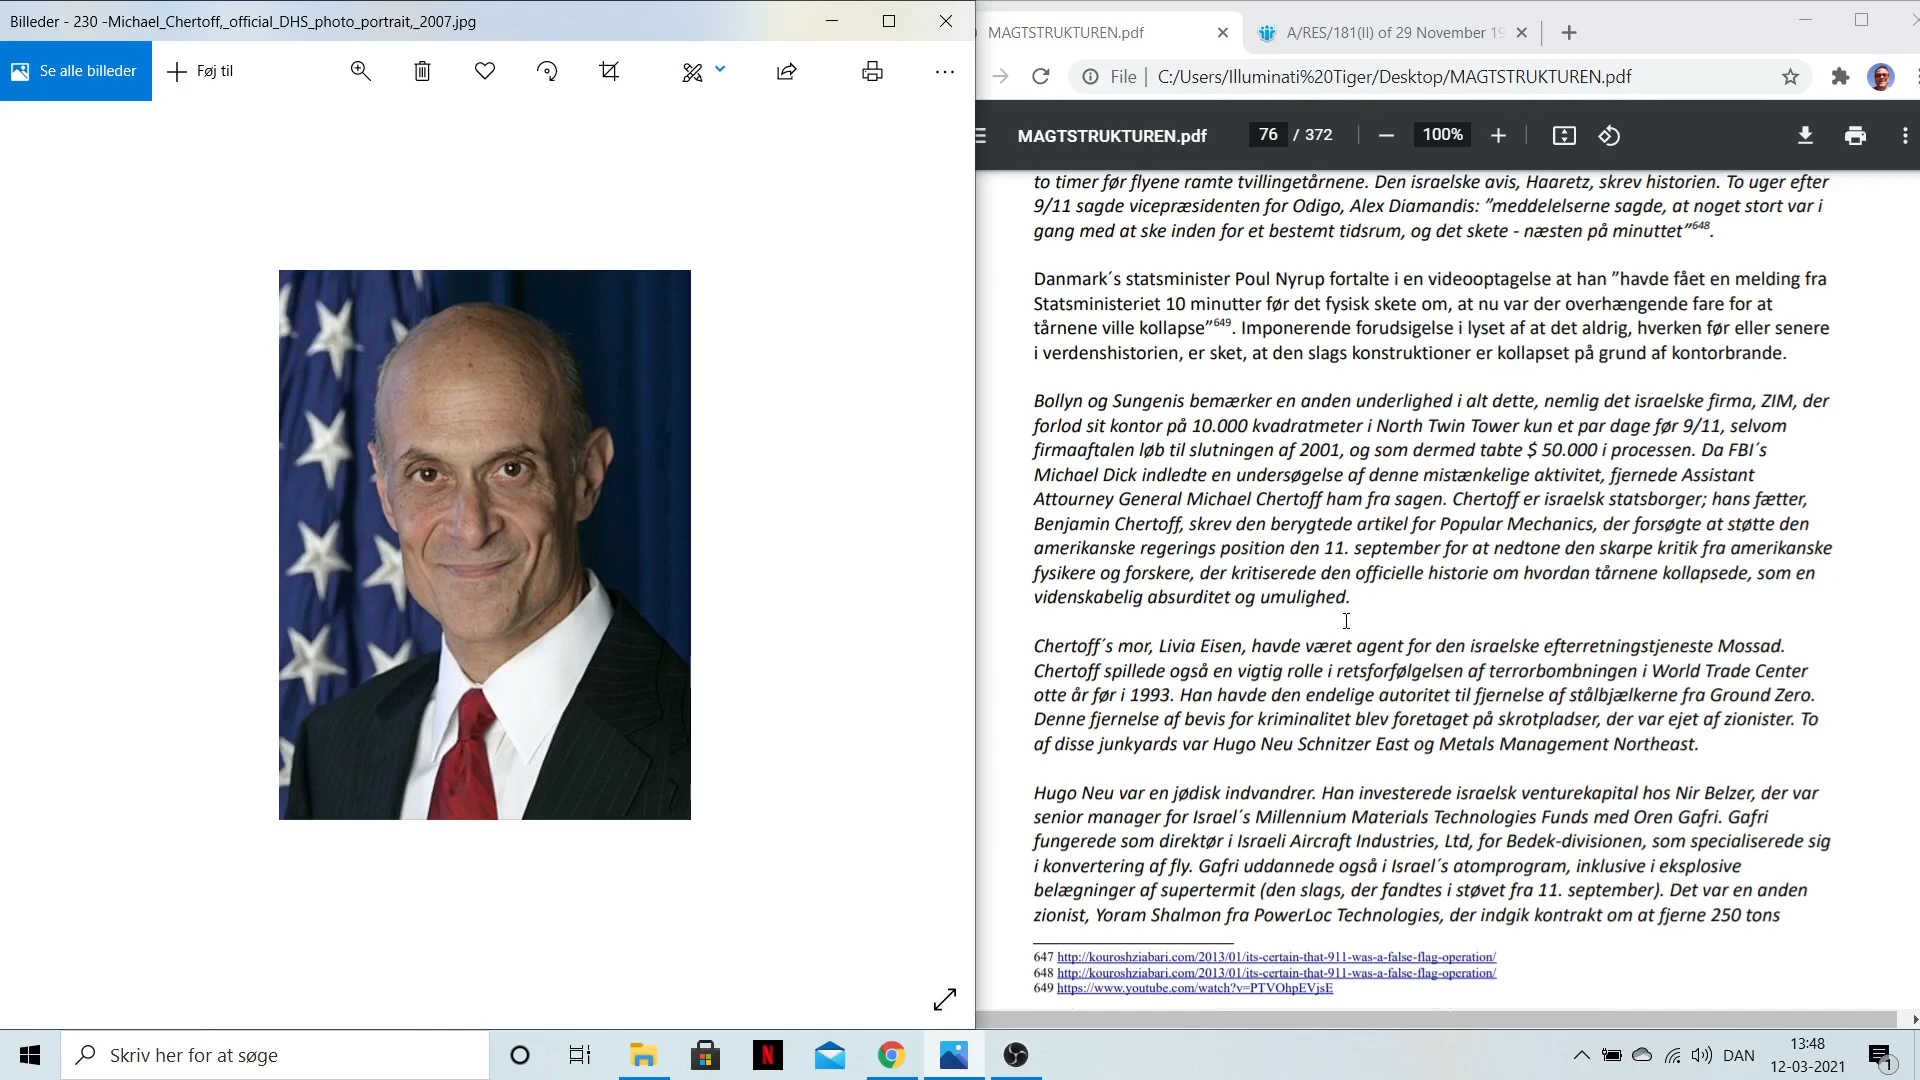 Billeder - 230 -Michael_Chertoff,_official_DHS_photo_portrait,_2007.jpg
Se alle billeder
Føj til
MAGTSTRUKTUREN.pdf
A/RES/181(II) of 29 November 19
File
C:/Users/Illuminati%20Tiger/Desktop/MAGTSTRUKTUREN.pdf
MAGTSTRUKTUREN.pdf
76 / 372
100%
to timer før flyene ramte tvillingetårnene. Den israelske avis, Haaretz, skrev historien. To uger efter
9/11 sagde vicepræsidenten for Odigo, Alex Diamandis: ”meddelelserne sagde, at noget stort var i
gang med at ske inden for et bestemt tidsrum, og det skete - næsten på minuttet”648.
Danmark´s statsminister Poul Nyrup fortalte i en videooptagelse at han ”havde fået en melding fra
Statsministeriet 10 minutter før det fysisk skete om, at nu var der overhængende fare for at
tårnene ville kollapse”649. Imponerende forudsigelse i lyset af at det aldrig, hverken før eller senere
i verdenshistorien, er sket, at den slags konstruktioner er kollapset på grund af kontorbrande.
Bollyn og Sungenis bemærker en anden underlighed i alt dette, nemlig det israelske firma, ZIM, der
forlod sit kontor på 10.000 kvadratmeter i North Twin Tower kun et par dage før 9/11, selvom
firmaaftalen løb til slutningen af 2001, og som dermed tabte $ 50.000 i processen. Da FBI´s
Michael Dick indledte en undersøgelse af denne mistænkelige aktivitet, fjernede Assistant
Attourney General Michael Chertoff ham fra sagen. Chertoff er israelsk statsborger; hans fætter,
Benjamin Chertoff, skrev den berygtede artikel for Popular Mechanics, der forsøgte at støtte den
amerikanske regerings position den 11. september for at nedtone den skarpe kritik fra amerikanske
fysikere og forskere, der kritiserede den officielle historie om hvordan tårnene kollapsede, som en
videnskabelig absurditet og umulighed.
Chertoff´s mor, Livia Eisen, havde været agent for den israelske efterretningstjeneste Mossad.
Chertoff spillede også en vigtig rolle i retsforfølgelsen af terrorbombningen i World Trade Center
otte år før i 1993. Han havde den endelige autoritet til fjernelse af stålbjælkerne fra Ground Zero.
Denne fjernelse af bevis for kriminalitet blev foretaget på skrotpladser, der var ejet af zionister. To
af disse junkyards var Hugo Neu Schnitzer East og Metals Management Northeast.
Hugo Neu var en jødisk indvandrer. Han investerede israelsk venturekapital hos Nir Belzer, der var
senior manager for Israel´s Millennium Materials Technologies Funds med Oren Gafri. Gafri
fungerede som direktør i Israeli Aircraft Industries, Ltd, for Bedek-divisionen, som specialiserede sig
i konvertering af fly. Gafri uddannede også i Israel´s atomprogram, inklusive i eksplosive
belægninger af supertermit (den slags, der fandtes i støvet fra 11. september). Det var en anden
zionist, Yoram Shalmon fra PowerLoc Technologies, der indgik kontrakt om at fjerne 250 tons
647 http://kouroshziabari.com/2013/01/its-certain-that-911-was-a-false-flag-operation/
648 http://kouroshziabari.com/2013/01/its-certain-that-911-was-a-false-flag-operation/
649 https://www.youtube.com/watch?v=PTVOhpEVjsE
Skriv her for at søge
N
DAN
13:48
12-03-2021
1